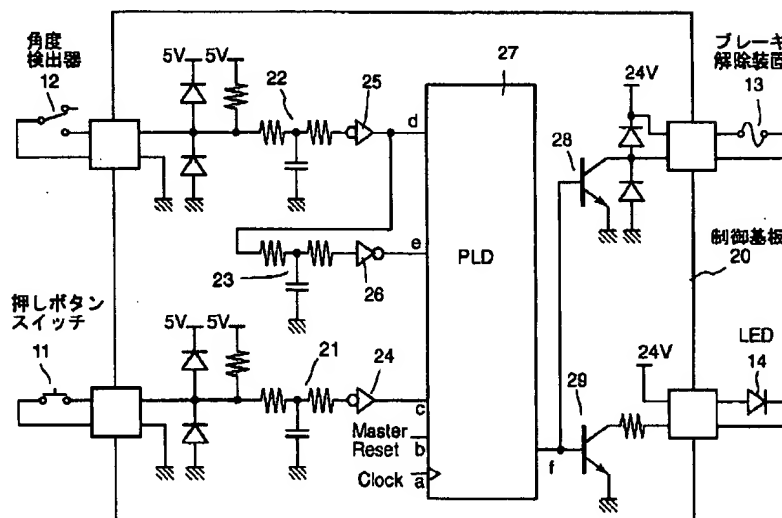 角度
検出器
12
5V
5V
22
25
d
27
24V
ブレーキ
解除装置
13
28
23
26
e
PLD
制御基板
20
押しボタン
スイッチ
11
5V
5V
21
24
c
Master
Reset
b
Clock
a
f
29
24V
LED
14